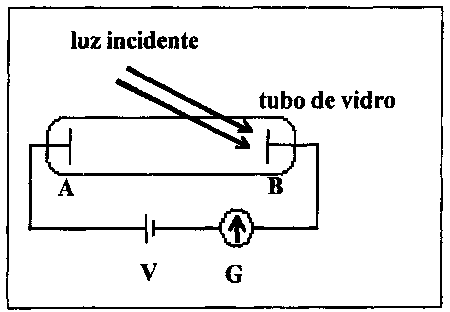 luz incidente
tubo de vidro
A
B
V
G